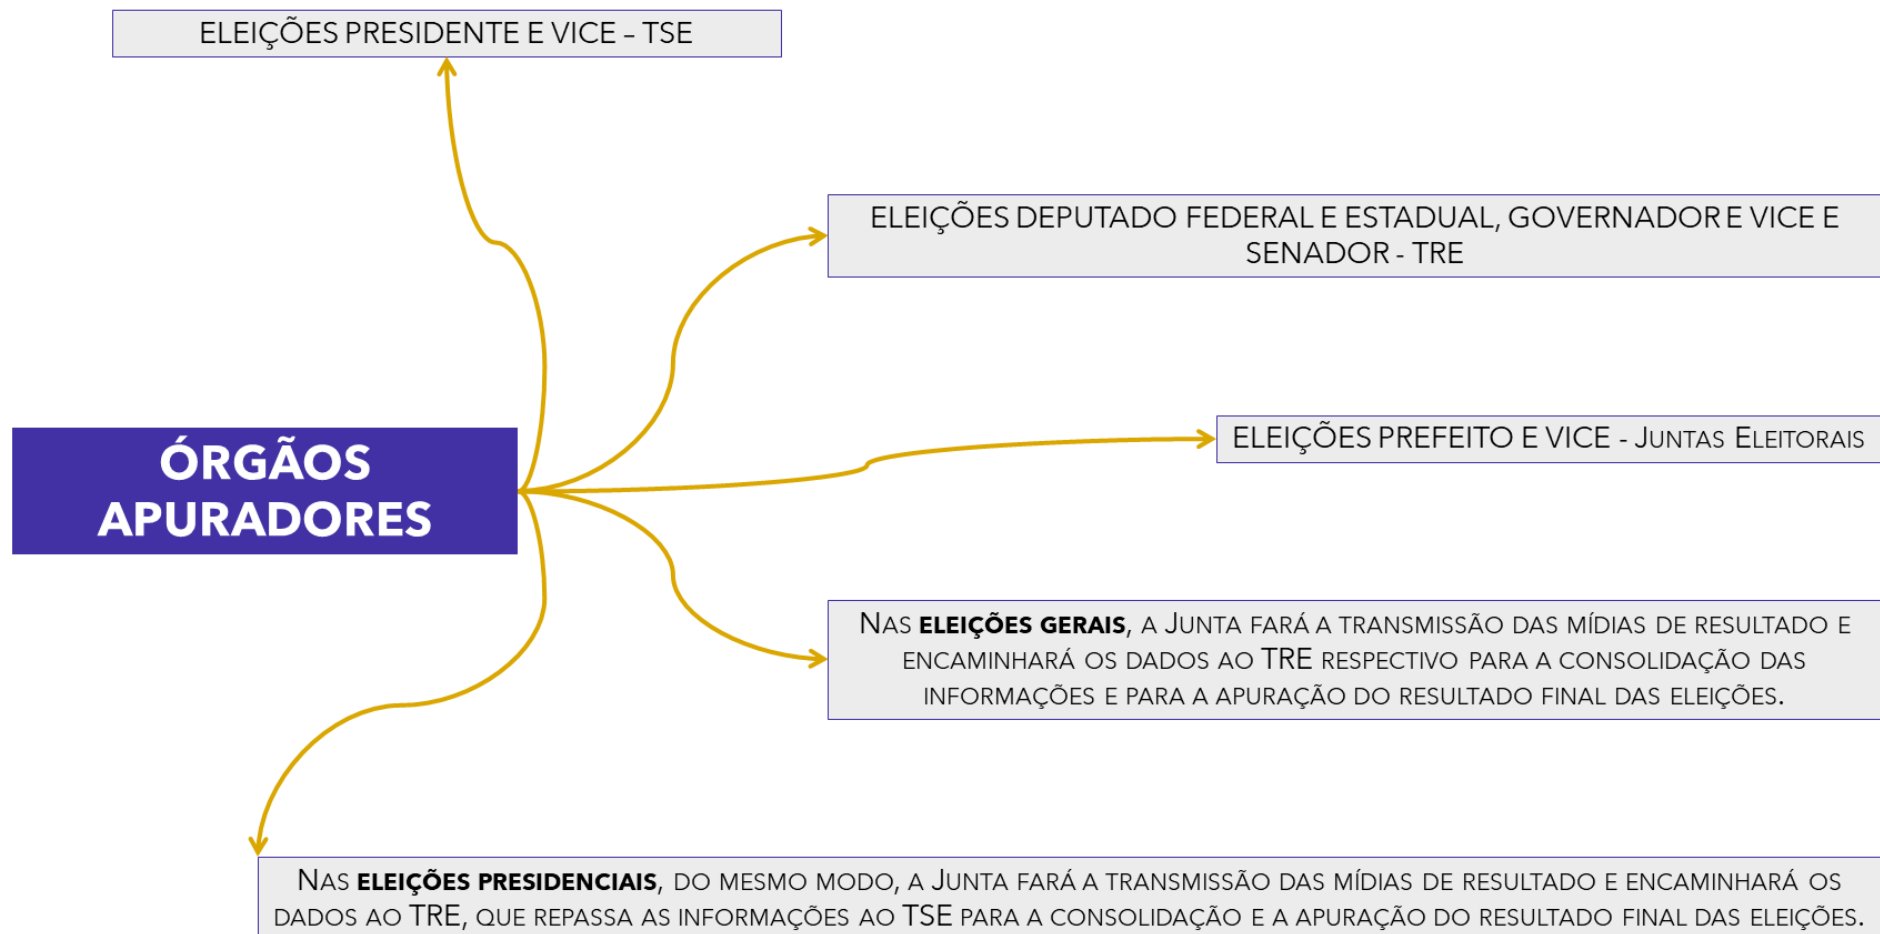 ELEIÇÕES PRESIDENTE E VICE – TSE
ELEIÇÕES DEPUTADO FEDERAL E ESTADUAL, GOVERNADOR E VICE E
SENADOR - TRE
ELEIÇÕES PREFEITO E VICE - JUNTAS ELEITORAIS
ÓRGÃOS
APURADORES
NAS ELEIÇÕES GERAIS, A JUNTA FARÁ A TRANSMISSÃO DAS MÍDIAS DE RESULTADO E
ENCAMINHARÁ OS DADOS AO TRE RESPECTIVO PARA A CONSOLIDAÇÃO DAS
INFORMAÇÕES E PARA A APURAÇÃO DO RESULTADO FINAL DAS ELEIÇÕES.
NAS ELEIÇÕES PRESIDENCIAIS, DO MESMO MODO, A JUNTA FARÁ A TRANSMISSÃO DAS MÍDIAS DE RESULTADO E ENCAMINHARÁ OS
DADOS AO TRE, QUE REPASSA AS INFORMAÇÕES AO TSE PARA A CONSOLIDAÇÃO E A APURAÇÃO DO RESULTADO FINAL DAS ELEIÇÕES.